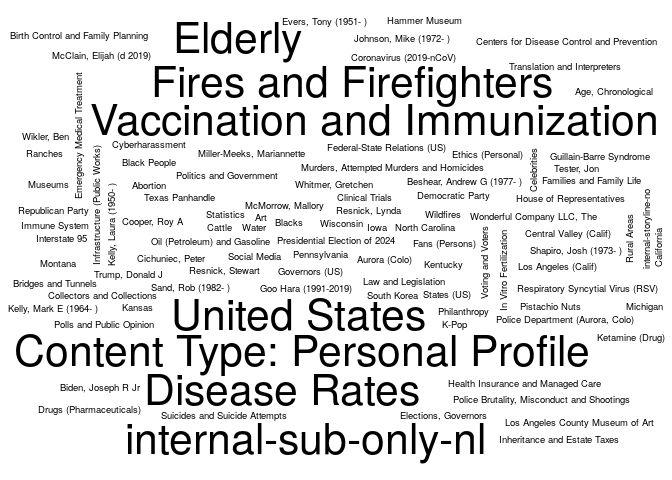 Evers, Tony (1951- )
Hammer Museum
Birth Control and Family Planning
Elderly
Johnson, Mike (1972- )
Centers for Disease Control and Prevention
McClain, Elijah (d 2019)
Coronavirus (2019-nCoV)
Translation and Interpreters
Fires and Firefighters
Age, Chronological
Emergency Medical Treatment
Vaccination and Immunization
Wikler, Ben
Cyberharassment
Federal-State Relations (US)
Ranches
Miller-Meeks, Mariannette
Ethics (Personal)
Celebrities
Guillain-Barre Syndrome
Black People
Murders, Attempted Murders and Homicides
Tester, Jon
Infrastructure (Public Works)
Museums
Politics and Government
Abortion
Whitmer, Gretchen
Beshear, Andrew G (1977- )
Families and Family Life
Kelly, Laura (1950- )
Texas Panhandle
Clinical Trials
Democratic Party
House of Representatives
internal-storyline-no
Republican Party
McMorrow, Mallory
Resnick, Lynda
Statistics
Art
Wildfires
Wonderful Company LLC, The
Immune System
Cooper, Roy A
Cattle
Water
Blacks
Wisconsin
Iowa
North Carolina
Central Valley (Calif)
Rural Areas
California
Interstate 95
Oil (Petroleum) and Gasoline
Presidential Election of 2024
Fans (Persons)
Voting and Voters
In Vitro Fertilization
Shapiro, Josh (1973- )
Montana
Cichuniec, Peter
Social Media
Pennsylvania
Aurora (Colo)
Kentucky
Los Angeles (Calif)
Trump, Donald J
Resnick, Stewart
Governors (US)
Bridges and Tunnels
Sand, Rob (1982- )
Goo Hara (1991-2019)
Law and Legislation
Respiratory Syncytial Virus (RSV)
Collectors and Collections
South Korea
States (US)
Kelly, Mark E (1964- )
Kansas
United States
Philanthropy
Pistachio Nuts
Michigan
Polls and Public Opinion
K-Pop
Police Department (Aurora, Colo)
Content Type: Personal Profile
Ketamine (Drug)
Biden, Joseph R Jr
Disease Rates
Health Insurance and Managed Care
Police Brutality, Misconduct and Shootings
Drugs (Pharmaceuticals)
Suicides and Suicide Attempts
Elections, Governors
Los Angeles County Museum of Art
internal-sub-only-nl
Inheritance and Estate Taxes